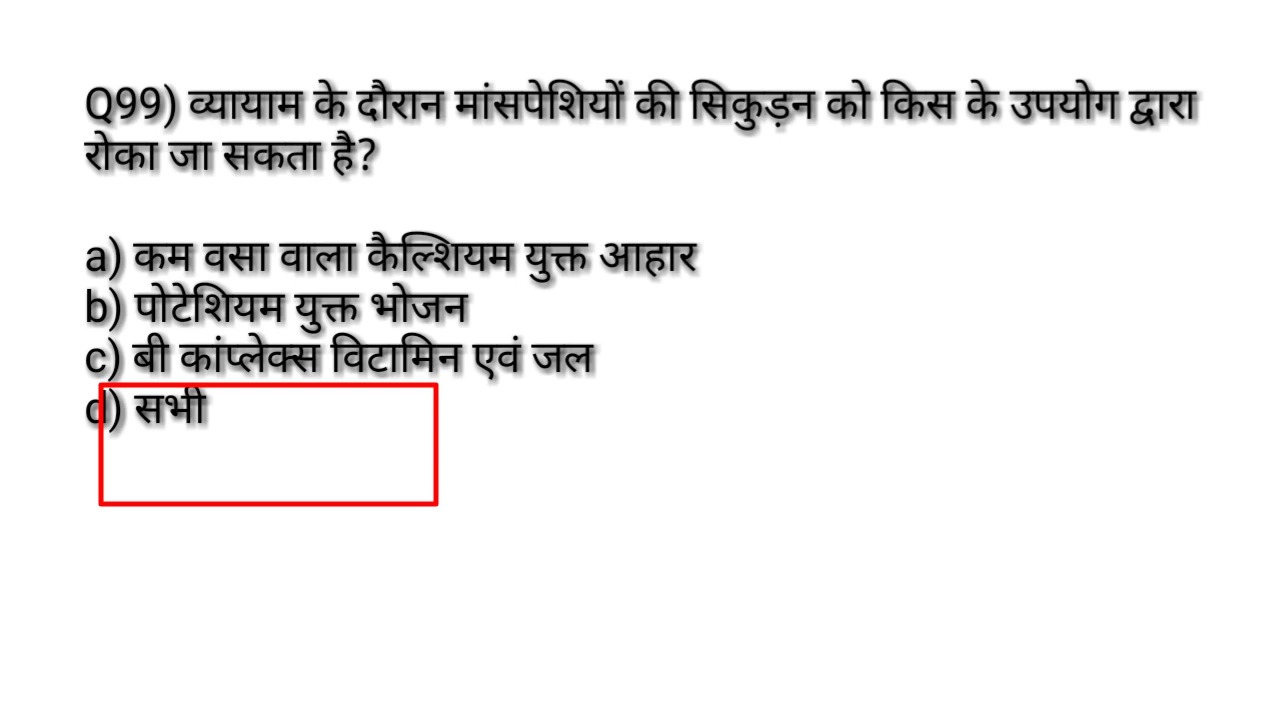 Q99) व्यायाम के दौरान मांसपेशियों की सिकुड़न को किस के उपयोग द्वारा
रोका जा सकता है?
a) कम वसा वाला कैल्शियम युक्त आहार
b) पोटेशियम युक्त भोजन
c) बी कांप्लेक्स विटामिन एवं जल
d) सभी